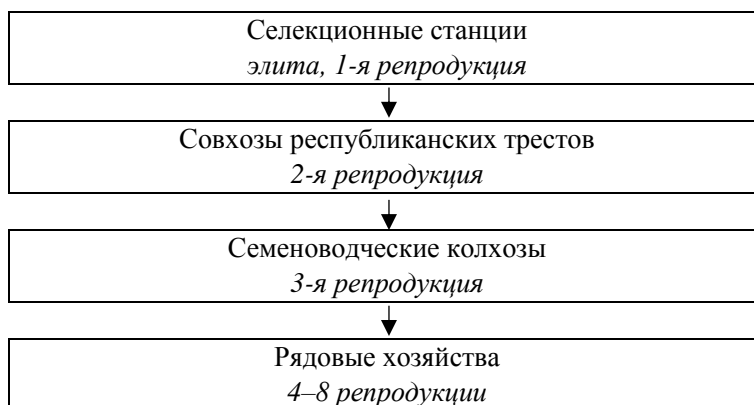 Селекционные станции
элита, 1-я репродукция
Совхозы республиканских трестов
2-я репродукция
Семеноводческие колхозы
3-я репродукция
Рядовые хозяйства
4–8 репродукции